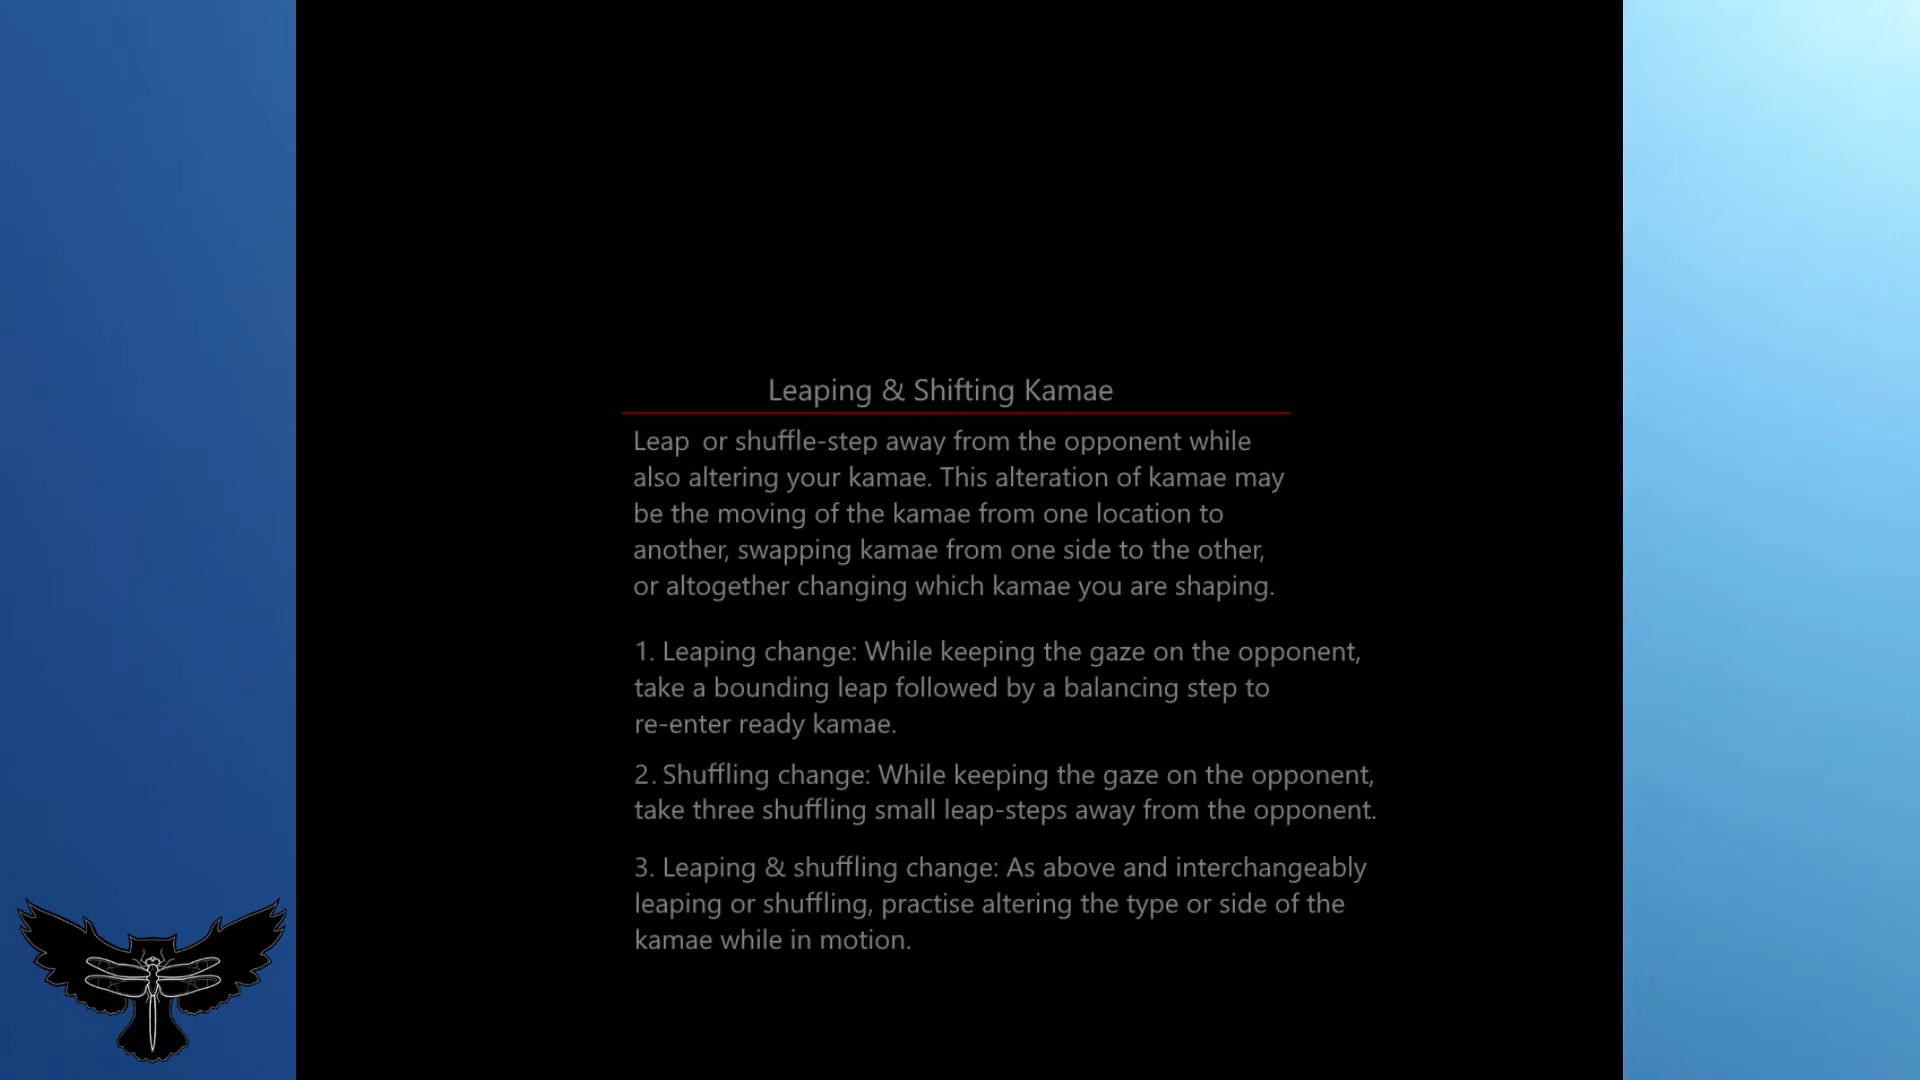 Leaping & Shifting Kamae
Leap or shuffle-step away from the opponent while
also altering your kamae. This alteration of kamae may
be the moving of the kamae from one location to
another, swapping kamae from one side to the other,
or altogether changing which kamae you are shaping.
1. Leaping change: While keeping the gaze on the opponent,
take a bounding leap followed by a balancing step to
re-enter ready kamae.
2. Shuffling change: While keeping the gaze on the opponent,
take three shuffling small leap-steps away from the opponent.
3. Leaping & shuffling change: As above and interchangeably
leaping or shuffling, practise altering the type or side of the
kamae while in motion.